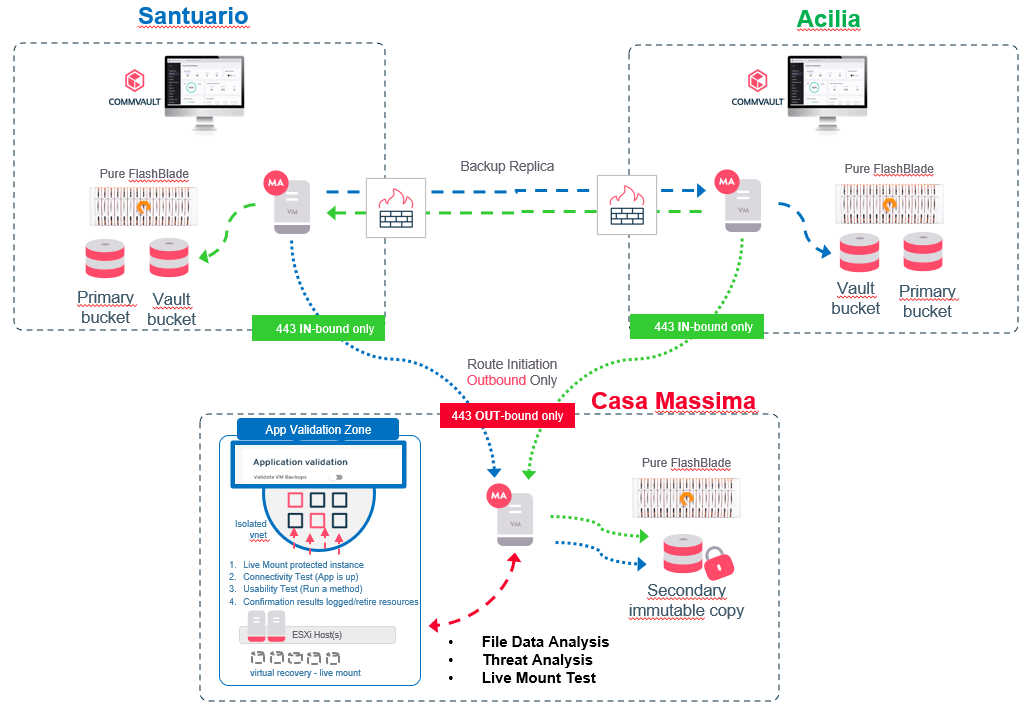 Santuario
Acilia
COMMVAULT
COMMVAULT
Pure FlashBlade
MA
VM
Primary
bucket
Vault
bucket
Backup Replica
MA
VM
Pure FlashBlade
Vault
bucket
Primary
bucket
443 IN-bound only
443 IN-bound only
Route Initiation
Outbound Only
443 OUT-bound only
Casa Massima
App Validation Zone
Application validation
Validate VM Backups
Isolated
vnet
1. Live Mount protected instance
2. Connectivity Test (App is up)
3. Usability Test (Run a method)
4. Confirmation results logged/retire resources
ESXi Host(s)
virtual recovery - live mount
MA
VM
Pure FlashBlade
Secondary
immutable copy
• File Data Analysis
• Threat Analysis
• Live Mount Test